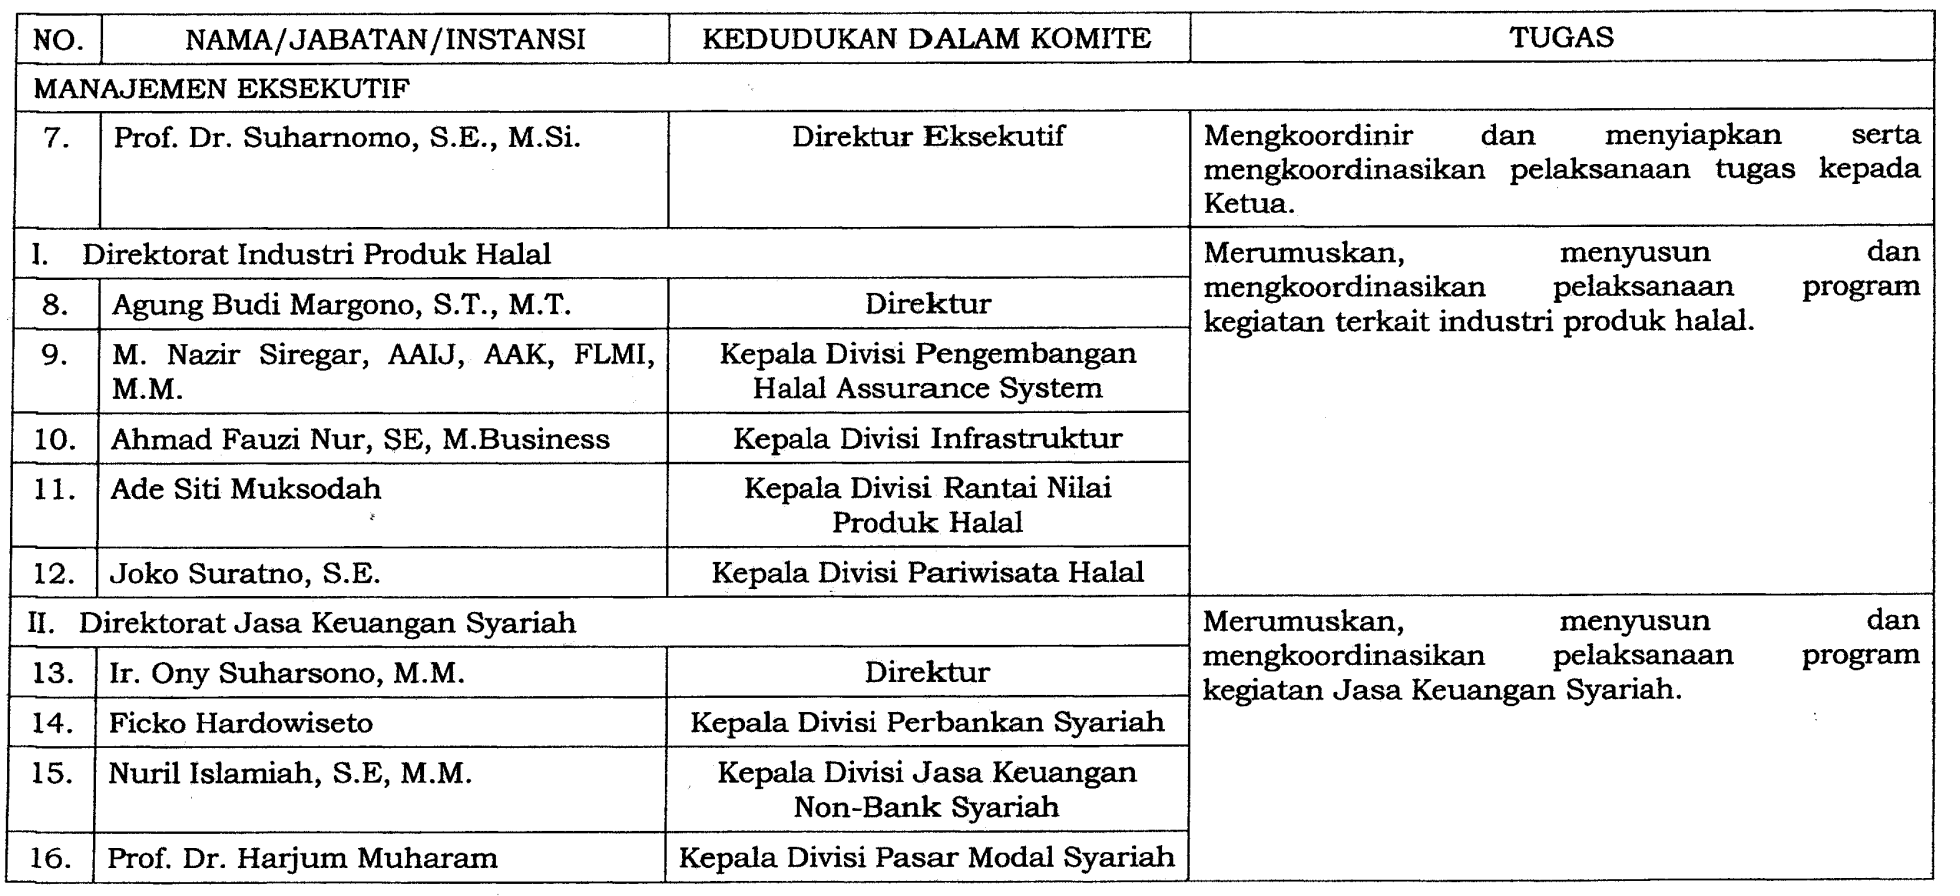 NO. NAMA/JABATAN/INSTANSI KEDUDUKAN DALAM KOMITE TUGAS
MANAJEMEN EKSEKUTIF
7. Prof. Dr. Suharnomo, S.E., M.Si. Direktur Eksekutif Mengkoordinir dan menyiapkan serta
mengkoordinasikan pelaksanaan tugas kepada
Ketua.
I. Direktorat Industri Produk Halal Merumuskan, menyusun dan
mengkoordinasikan pelaksanaan program
kegiatan terkait industri produk halal.
8. Agung Budi Margono, S.T., M.T. Direktur
9. M. Nazir Siregar, AAIJ, AAK, FLMI, Kepala Divisi Pengembangan
M.M. Halal Assurance System
10. Ahmad Fauzi Nur, SE, M.Business Kepala Divisi Infrastruktur
11. Ade Siti Muksodah Kepala Divisi Rantai Nilai
Produk Halal
12. Joko Suratno, S.E. Kepala Divisi Pariwisata Halal
II. Direktorat Jasa Keuangan Syariah Merumuskan, menyusun dan
mengkoordinasikan pelaksanaan program
kegiatan Jasa Keuangan Syariah.
13. Ir. Ony Suharsono, M.M. Direktur
14. Ficko Hardowiseto Kepala Divisi Perbankan Syariah
15. Nuril Islamiah, S.E, M.M. Kepala Divisi Jasa Keuangan
Non-Bank Syariah
16. Prof. Dr. Harjum Muharam Kepala Divisi Pasar Modal Syariah